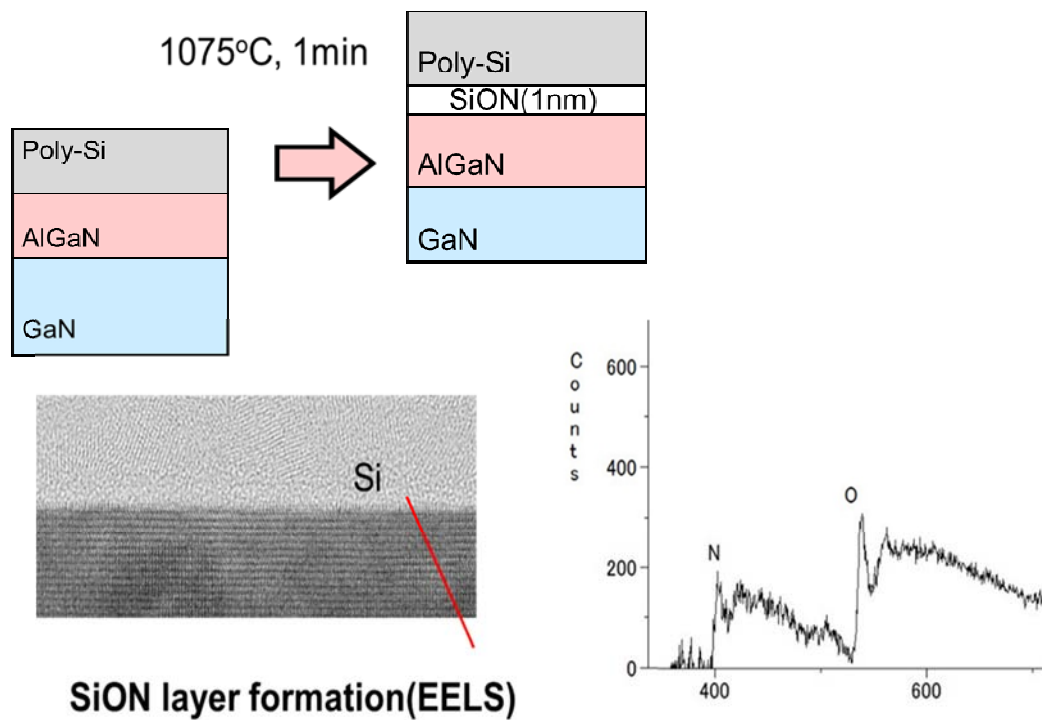 1075ºC, 1min
Poly-Si
SiON(1nm)
AlGaN
GaN
Poly-Si
AlGaN
GaN
Si
SiON layer formation(EELS)
Counts
600
400
200
0
N
O
400
600